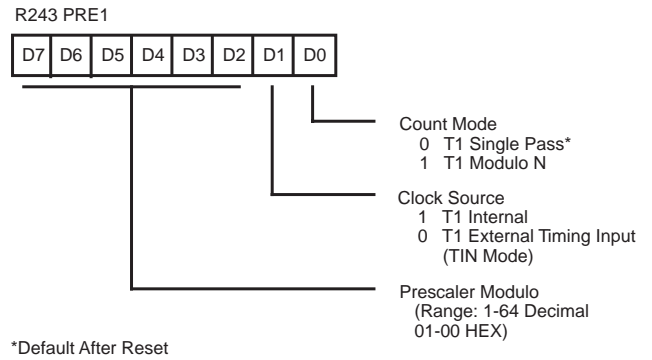 R243 PRE1
D7 D6 D5 D4 D3 D2 D1 D0
Count Mode
0 T1 Single Pass*
1 T1 Modulo N
Clock Source
1 T1 Internal
0 T1 External Timing Input
(TIN Mode)
Prescaler Modulo
(Range: 1-64 Decimal
01-00 HEX)
*Default After Reset